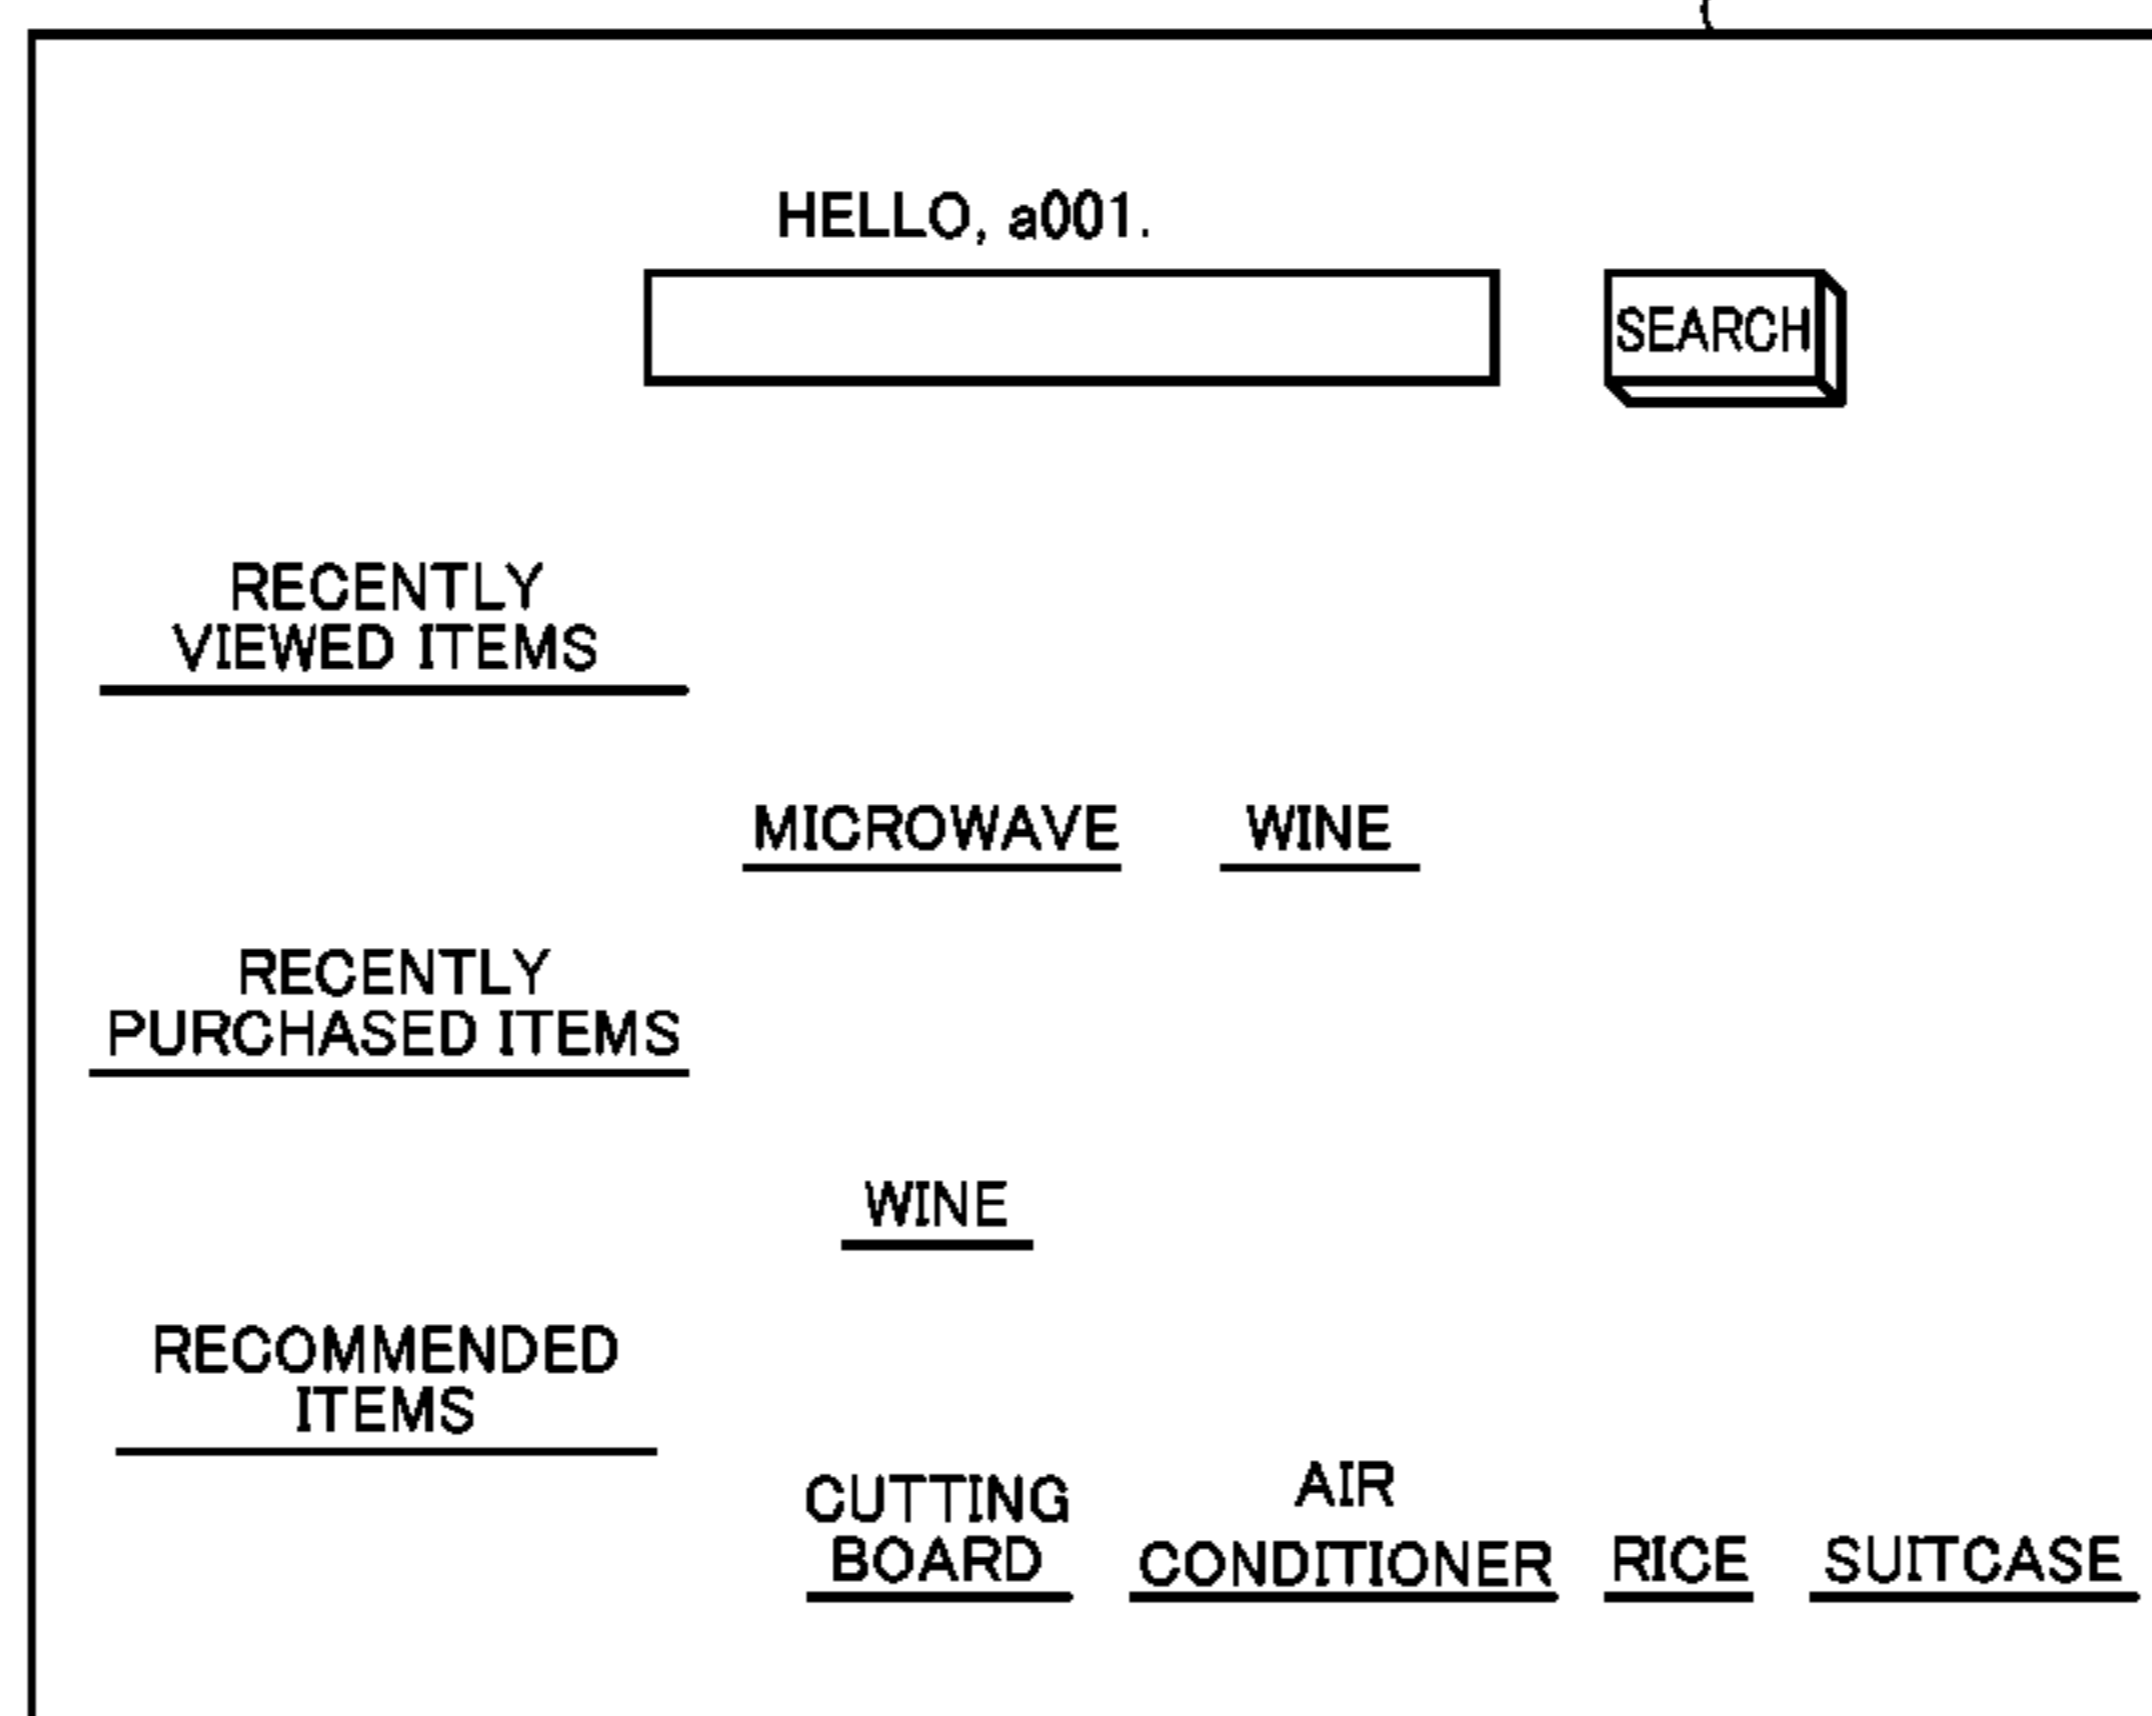 HELLO, a001.
SEARCH
RECENTLY
VIEWED ITEMS
MICROWAVE WINE
RECENTLY
PURCHASED ITEMS
WINE
RECOMMENDED
ITEMS
CUTTING
BOARD
AIR
CONDITIONER
RICE
SUITCASE